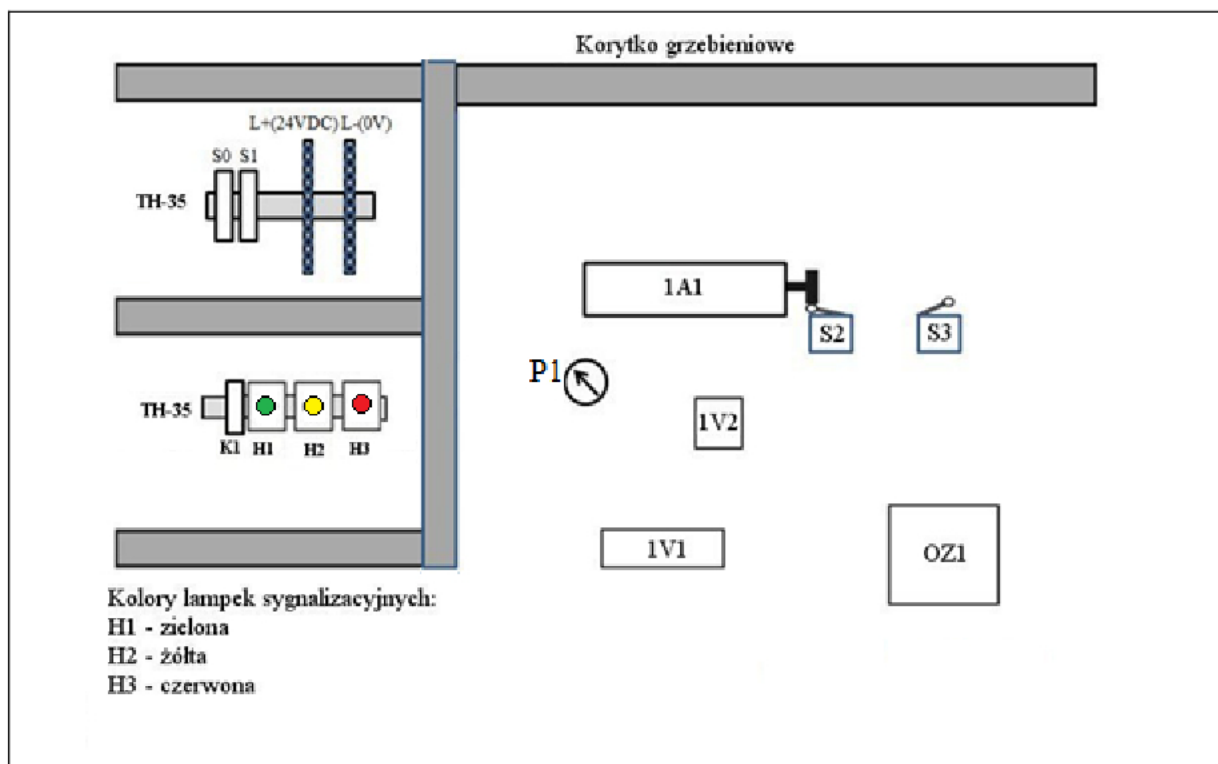 Korytko grzebieniowe
L+(24VDC) L-(0V)
S0 S1
TH-35
1A1
S2
S3
P1
TH-35
1V2
K1 H1 H2 H3
1V1
OZ1
Kolory lampek sygnalizacyjnych:
H1 - zielona
H2 - żółta
H3 - czerwona